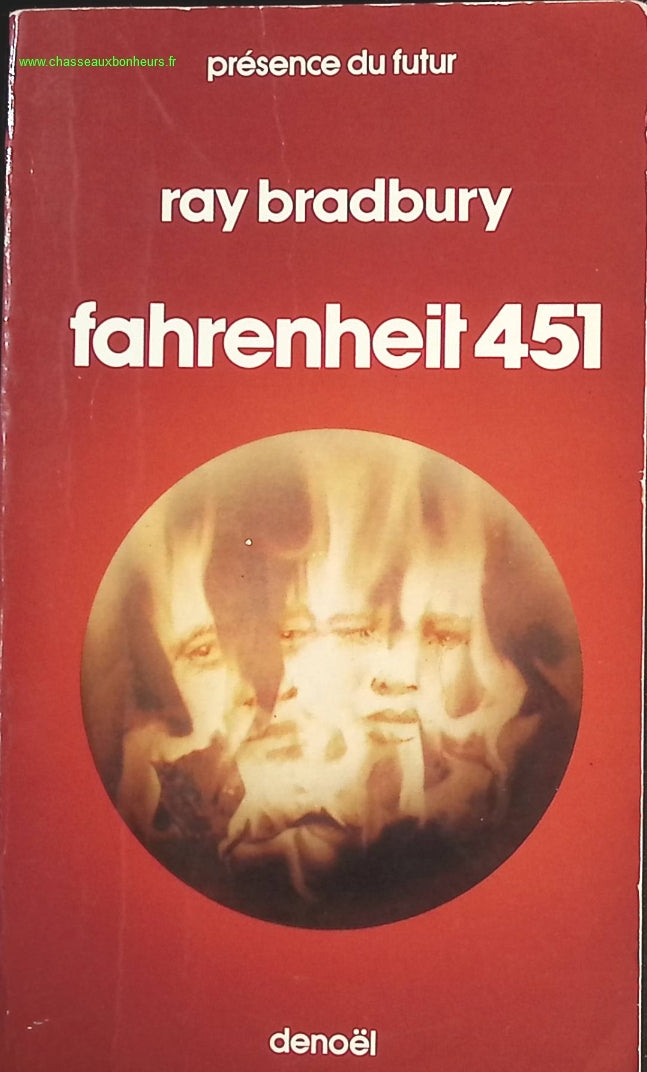 www.chasseauxbonheurs.fr
présence du futur
ray bradbury
fahrenheit 451
denoël